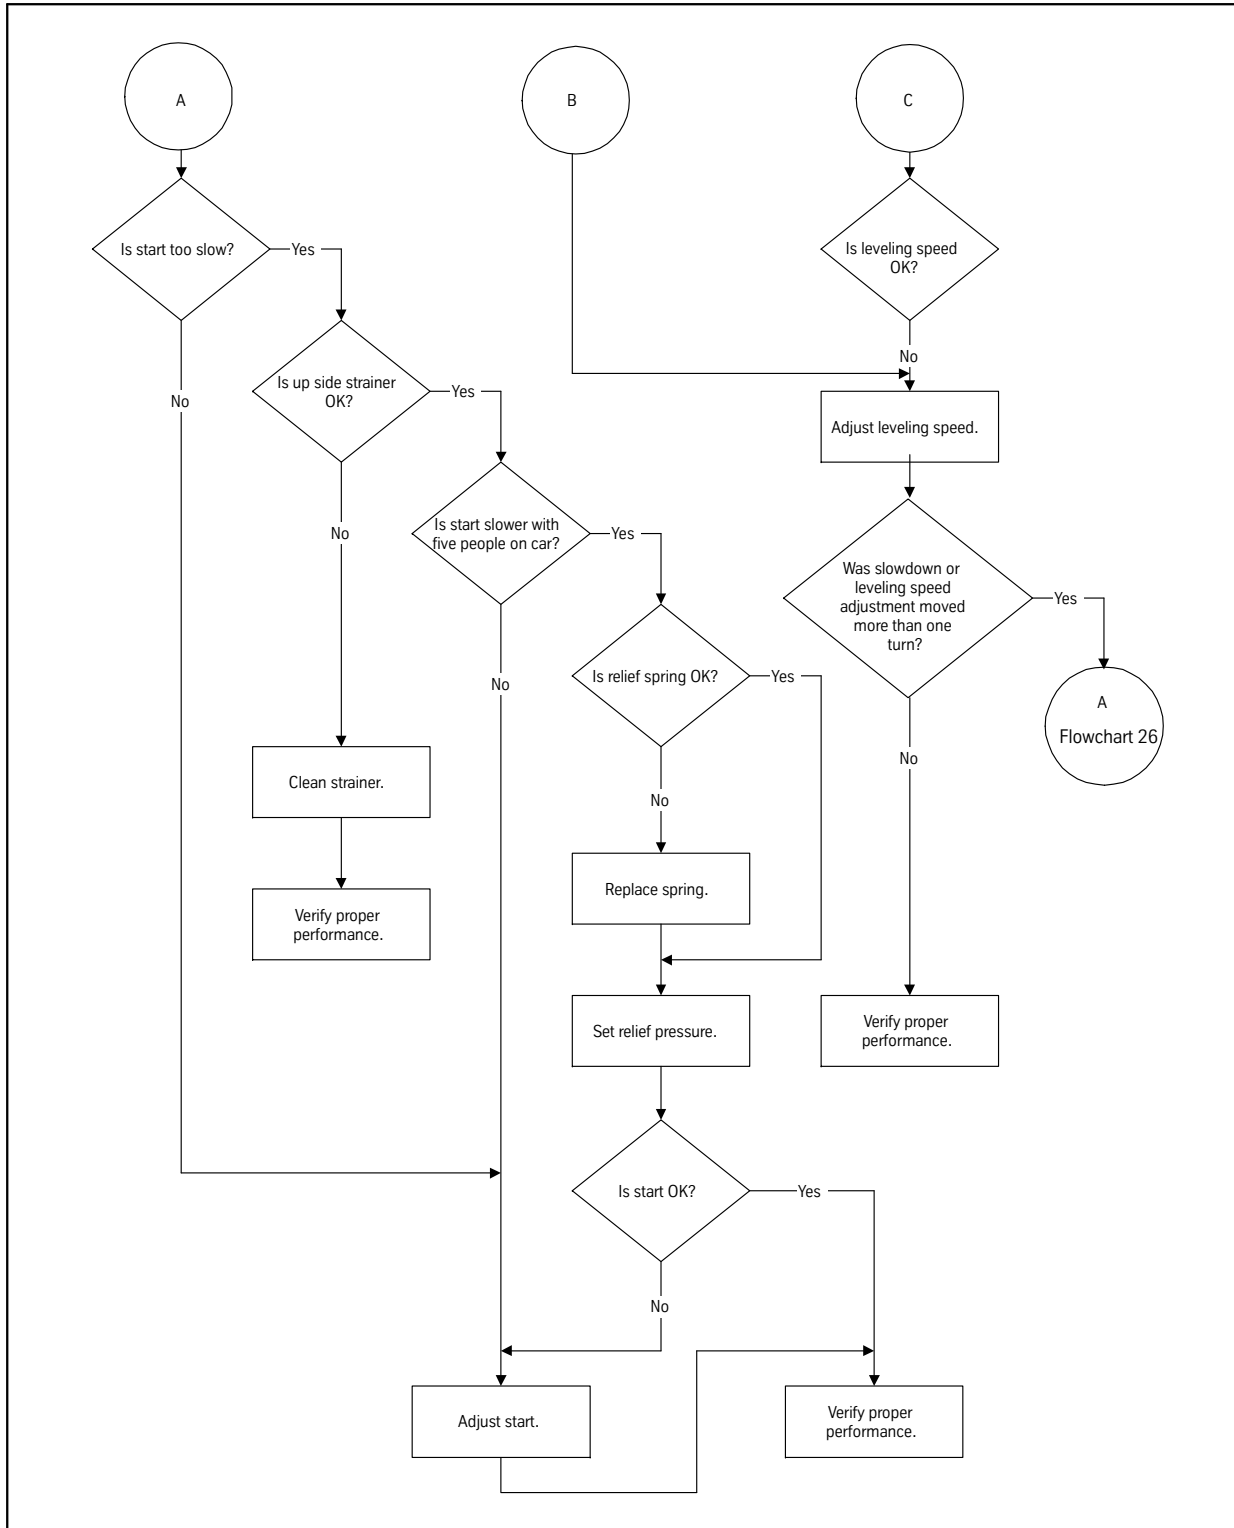 A
B
C
Is start too slow?
Yes
Is leveling speed
OK?
No
Is up side strainer
OK?
Yes
No
Adjust leveling speed.
No
Is start slower with
five people on car?
Yes
Was slowdown or
leveling speed
adjustment moved
more than one
turn?
Yes
No
Is relief spring OK?
Yes
A
Flowchart 26
No
Clean strainer.
No
Replace spring.
Verify proper
performance.
Set relief pressure.
Verify proper
performance.
Is start OK?
Yes
No
Adjust start.
Verify proper
performance.